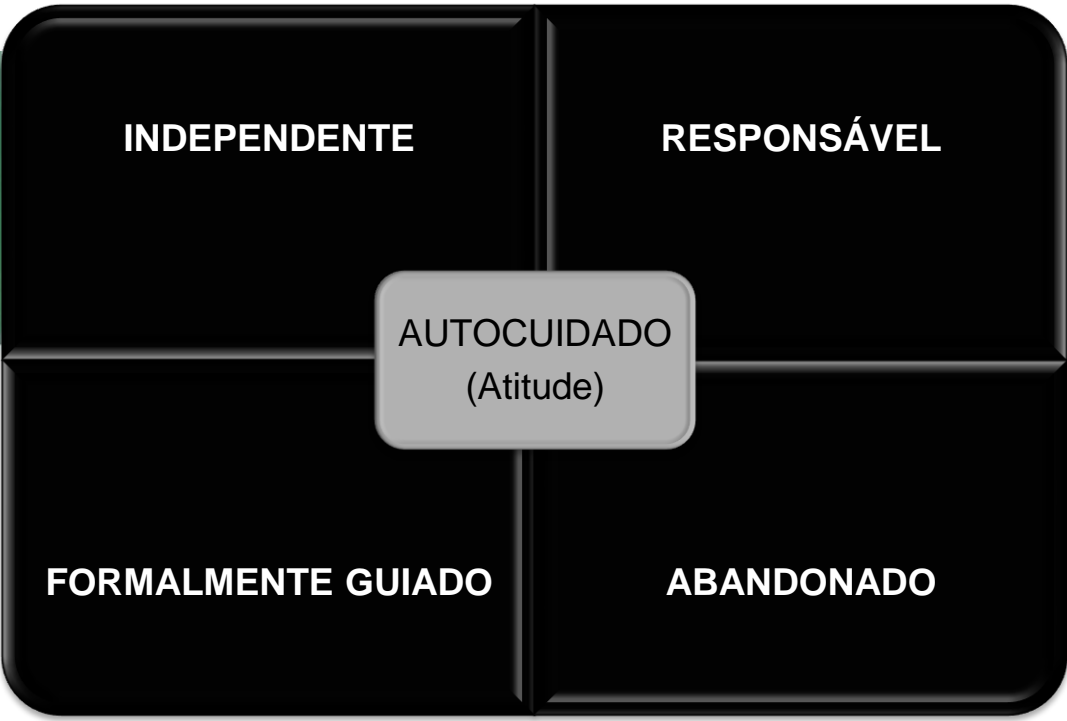 INDEPENDENTE
RESPONSÁVEL
AUTOCUIDADO
(Atitude)
FORMALMENTE GUIADO
ABANDONADO